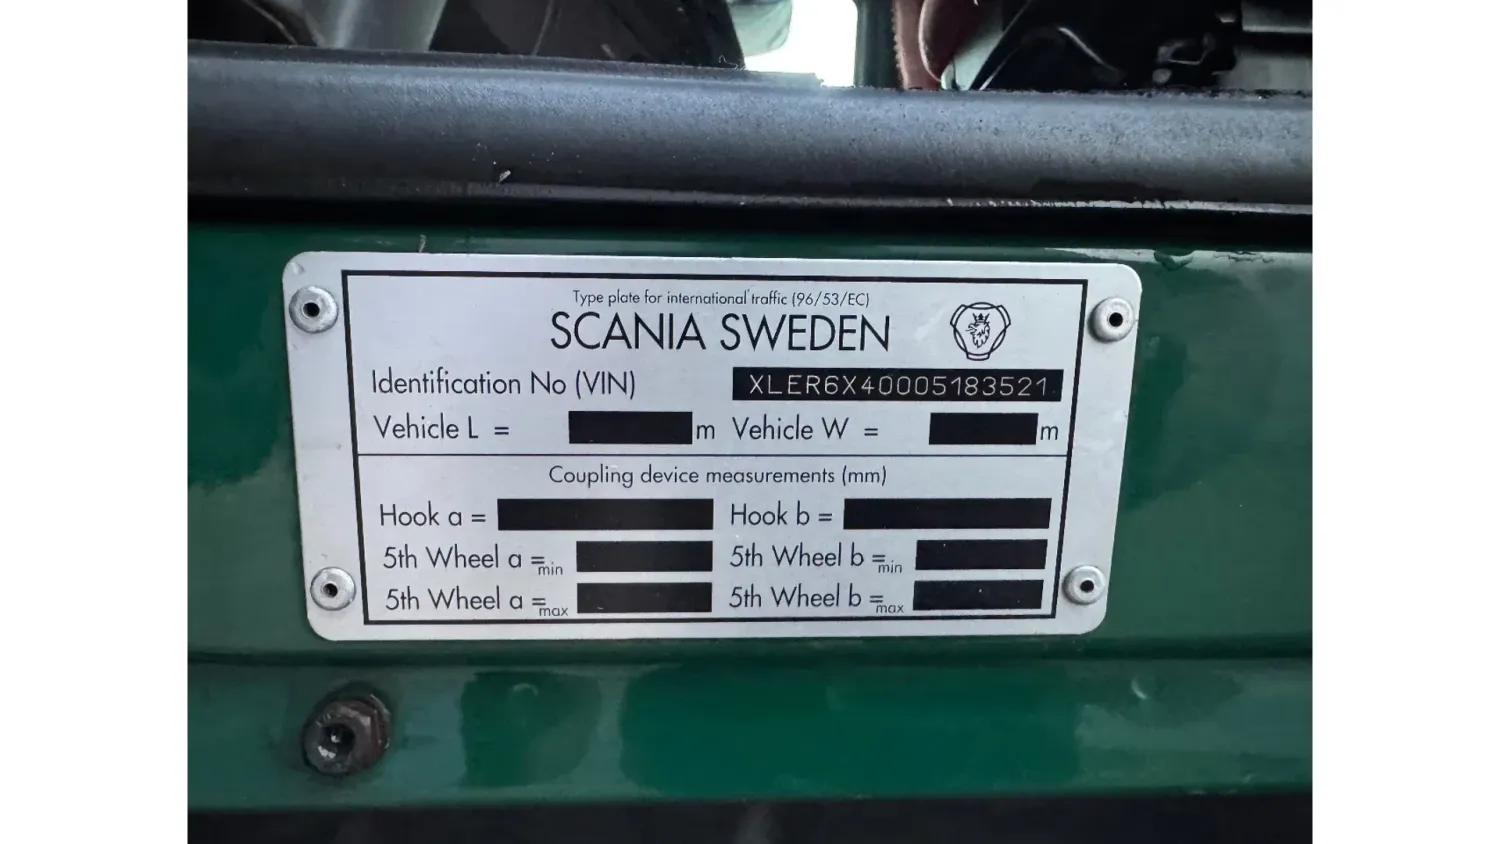 Type plate for international traffic (96/53/EC)
SCANIA SWEDEN
Identification No (VIN) XLER6X40005183521
Vehicle L = m Vehicle W = m
Coupling device measurements (mm)
Hook a = Hook b =
5th Wheel a = min 5th Wheel b = min
5th Wheel a = max 5th Wheel b = max